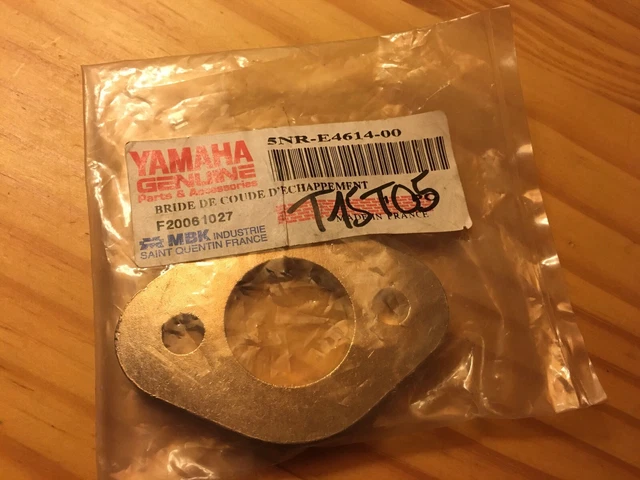 5NR-E4614-00
YAMAHA
GENUINE
Parts & Accessories
BRIDE DE COUDE D'ECHAPPEMENT
F20061027
T1ST05
MADE IN FRANCE
MBK INDUSTRIE
SAINT QUENTIN FRANCE